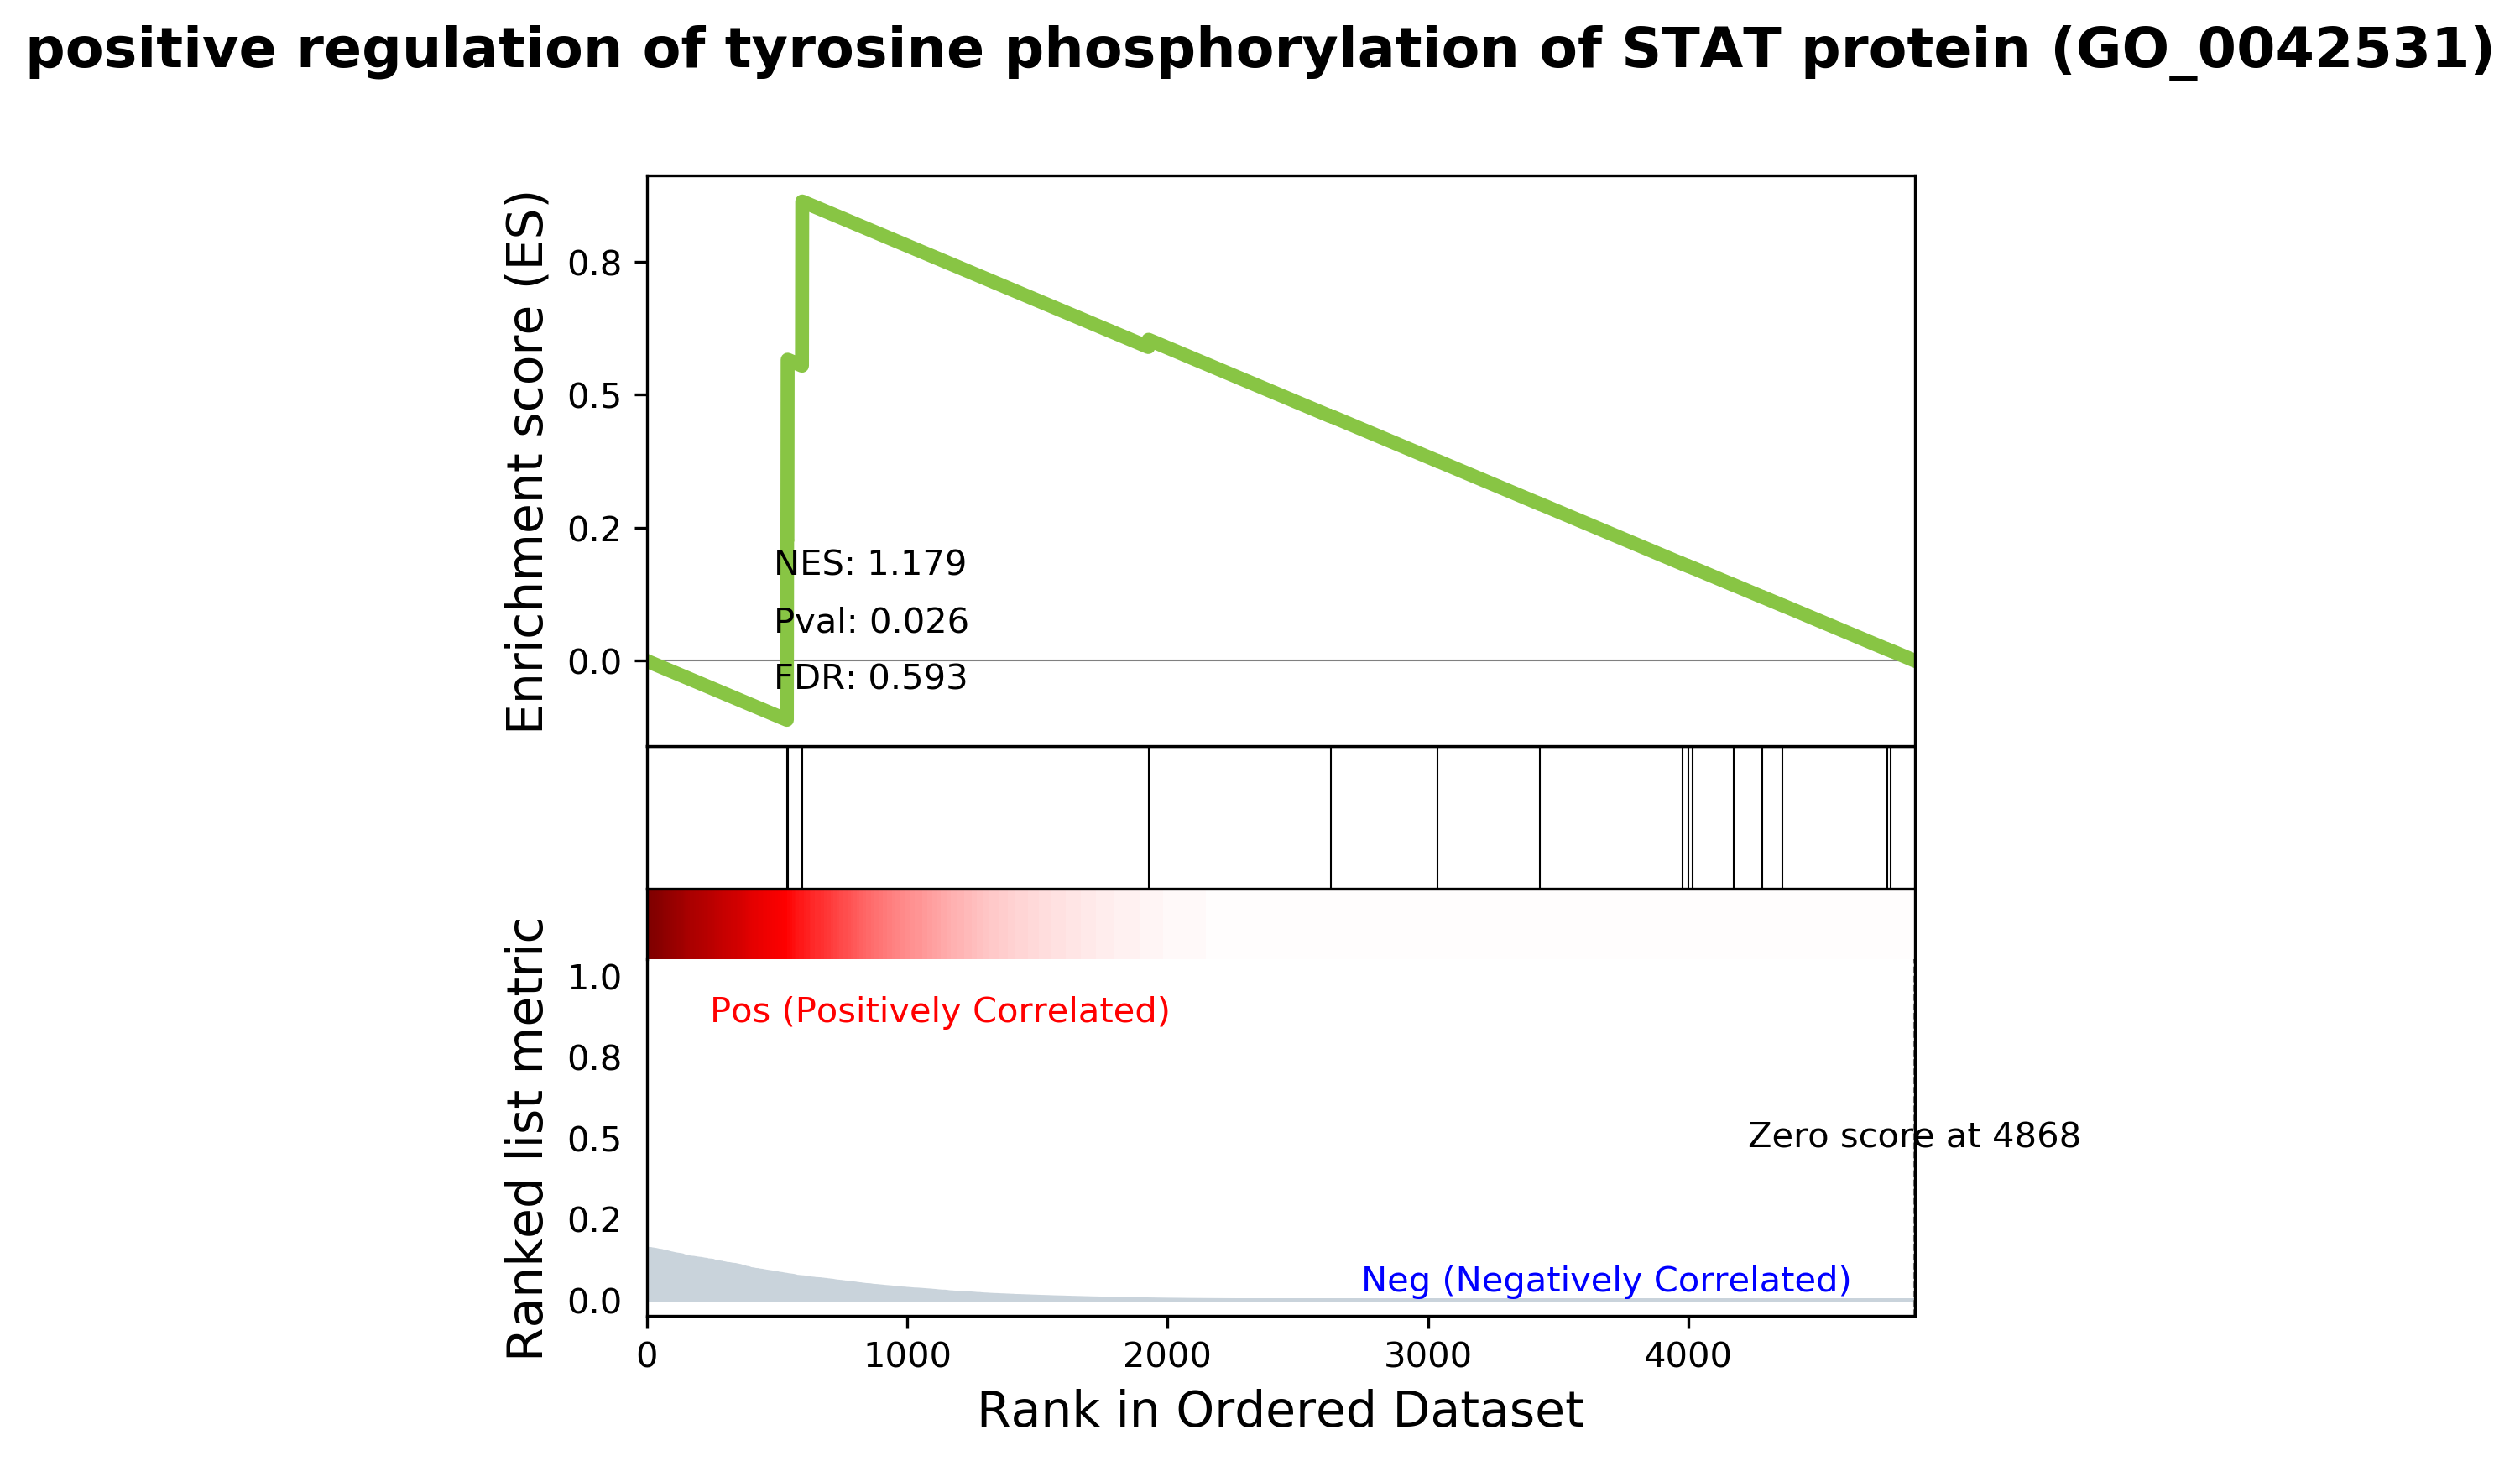 positive regulation of tyrosine phosphorylation of STAT protein (GO_0042531)
Enrichment score (ES)
0.8
0.5
0.2
0.0
NES: 1.179
Pval: 0.026
FDR: 0.593
Ranked list metric
1.0
0.8
0.5
0.2
0.0
Pos (Positively Correlated)
Zero score at 4868
Neg (Negatively Correlated)
0 1000 2000 3000 4000
Rank in Ordered Dataset